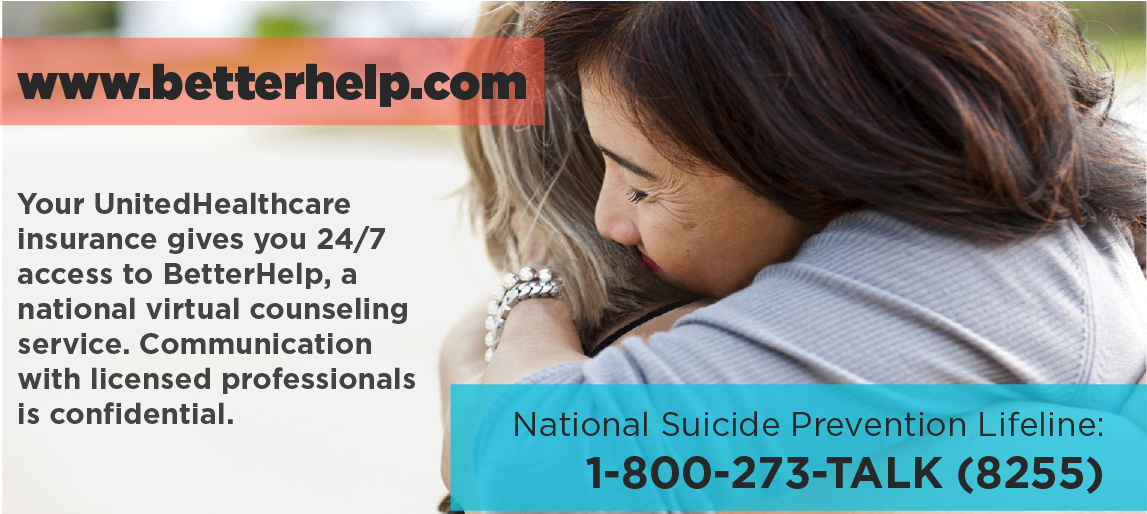 www.betterhelp.com
Your UnitedHealthcare
insurance gives you 24/7
access to BetterHelp, a
national virtual counseling
service. Communication
with licensed professionals
is confidential.
National Suicide Prevention Lifeline:
1-800-273-TALK (8255)